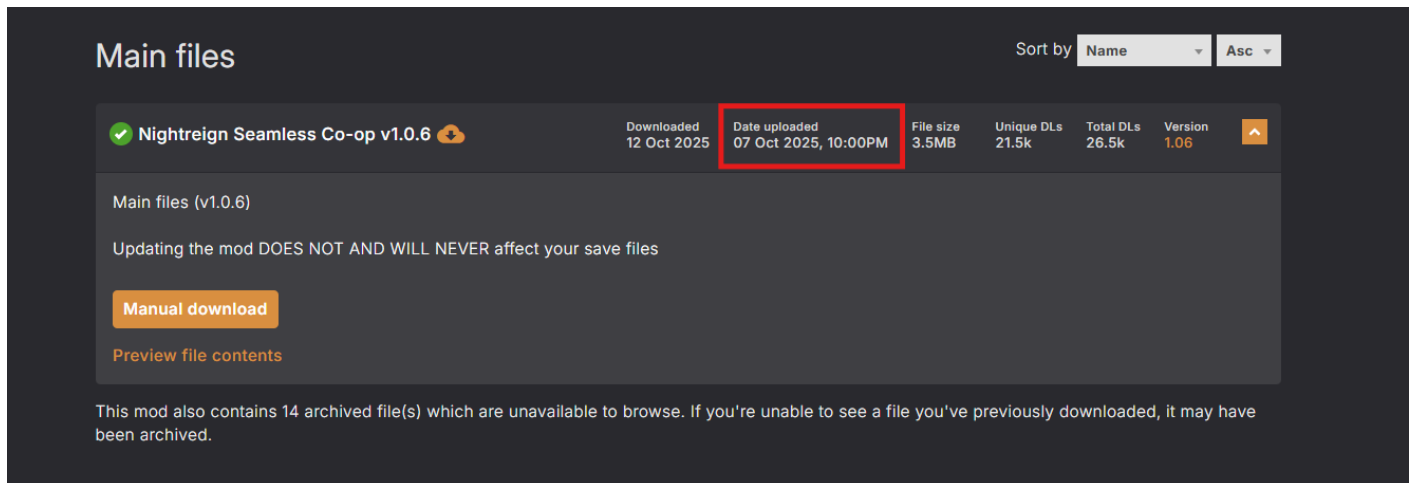 Main files
Sort by Name Asc
Nightreign Seamless Co-op v1.0.6
Downloaded
12 Oct 2025
Date uploaded
07 Oct 2025, 10:00PM
File size
3.5MB
Unique DLs
21.5k
Total DLs
26.5k
Version
1.06
Main files (v1.0.6)
Updating the mod DOES NOT AND WILL NEVER affect your save files
Manual download
Preview file contents
This mod also contains 14 archived file(s) which are unavailable to browse. If you're unable to see a file you've previously downloaded, it may have
been archived.